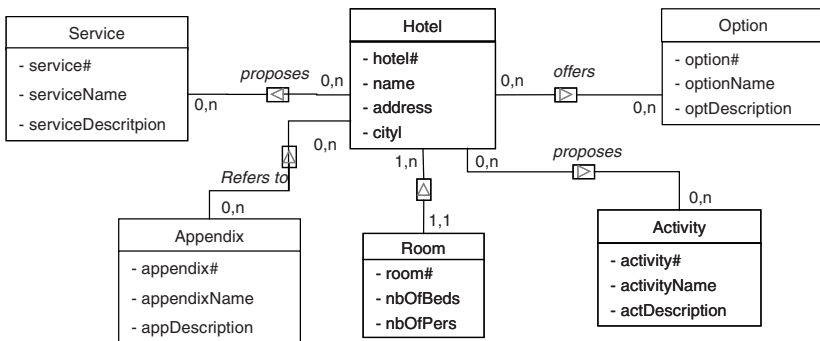 Service
- service#
- serviceName
- serviceDescritpion
proposes
0,n
0,n
Hotel
- hotel#
- name
- address
- cityl
0,n
offers
0,n
Option
- option#
- optionName
- optDescription
0,n
Refers to
0,n
Appendix
- appendix#
- appendixName
- appDescription
1,n
1,1
Room
- room#
- nbOfBeds
- nbOfPers
0,n
proposes
0,n
Activity
- activity#
- activityName
- actDescription